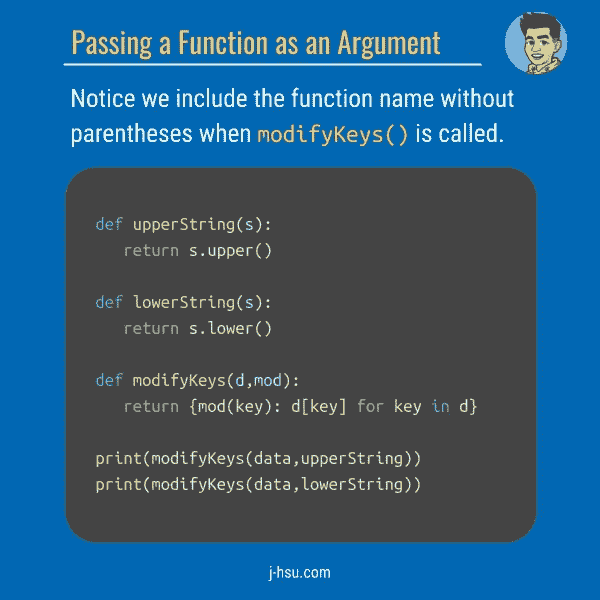 Passing a Function as an Argument
Notice we include the function name without
parentheses when modifyKeys() is called.
def upperString(s):
return s.upper()
def lowerString(s):
return s.lower()
def modifyKeys(d,mod):
return {mod(key): d[key] for key in d}
print(modifyKeys(data,upperString))
print(modifyKeys(data,lowerString))
j-hsu.com